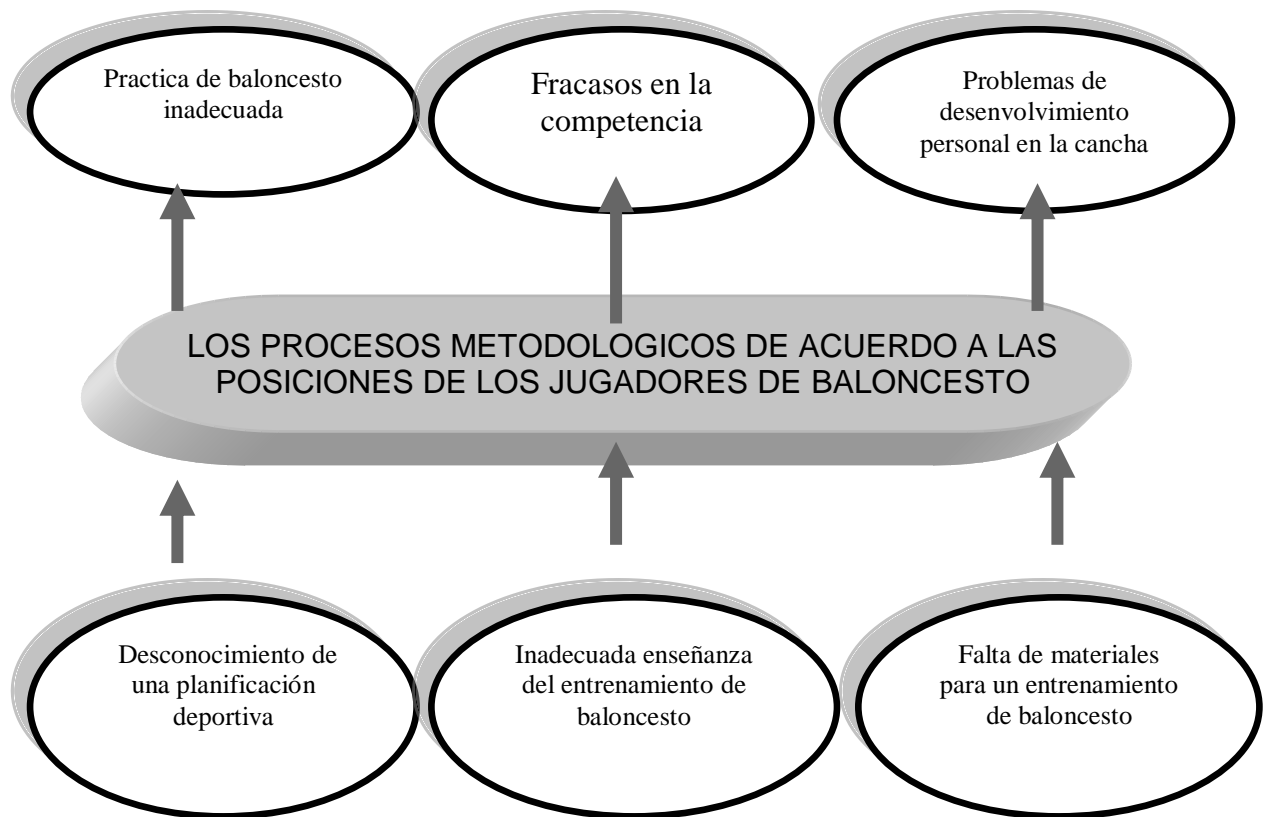 Practica de baloncesto
inadecuada
Fracasos en la
competencia
Problemas de
desenvolvimiento
personal en la cancha
LOS PROCESOS METODOLOGICOS DE ACUERDO A LAS
POSICIONES DE LOS JUGADORES DE BALONCESTO
Desconocimiento de
una planificación
deportiva
Inadecuada enseñanza
del entrenamiento de
baloncesto
Falta de materiales
para un entrenamiento
de baloncesto